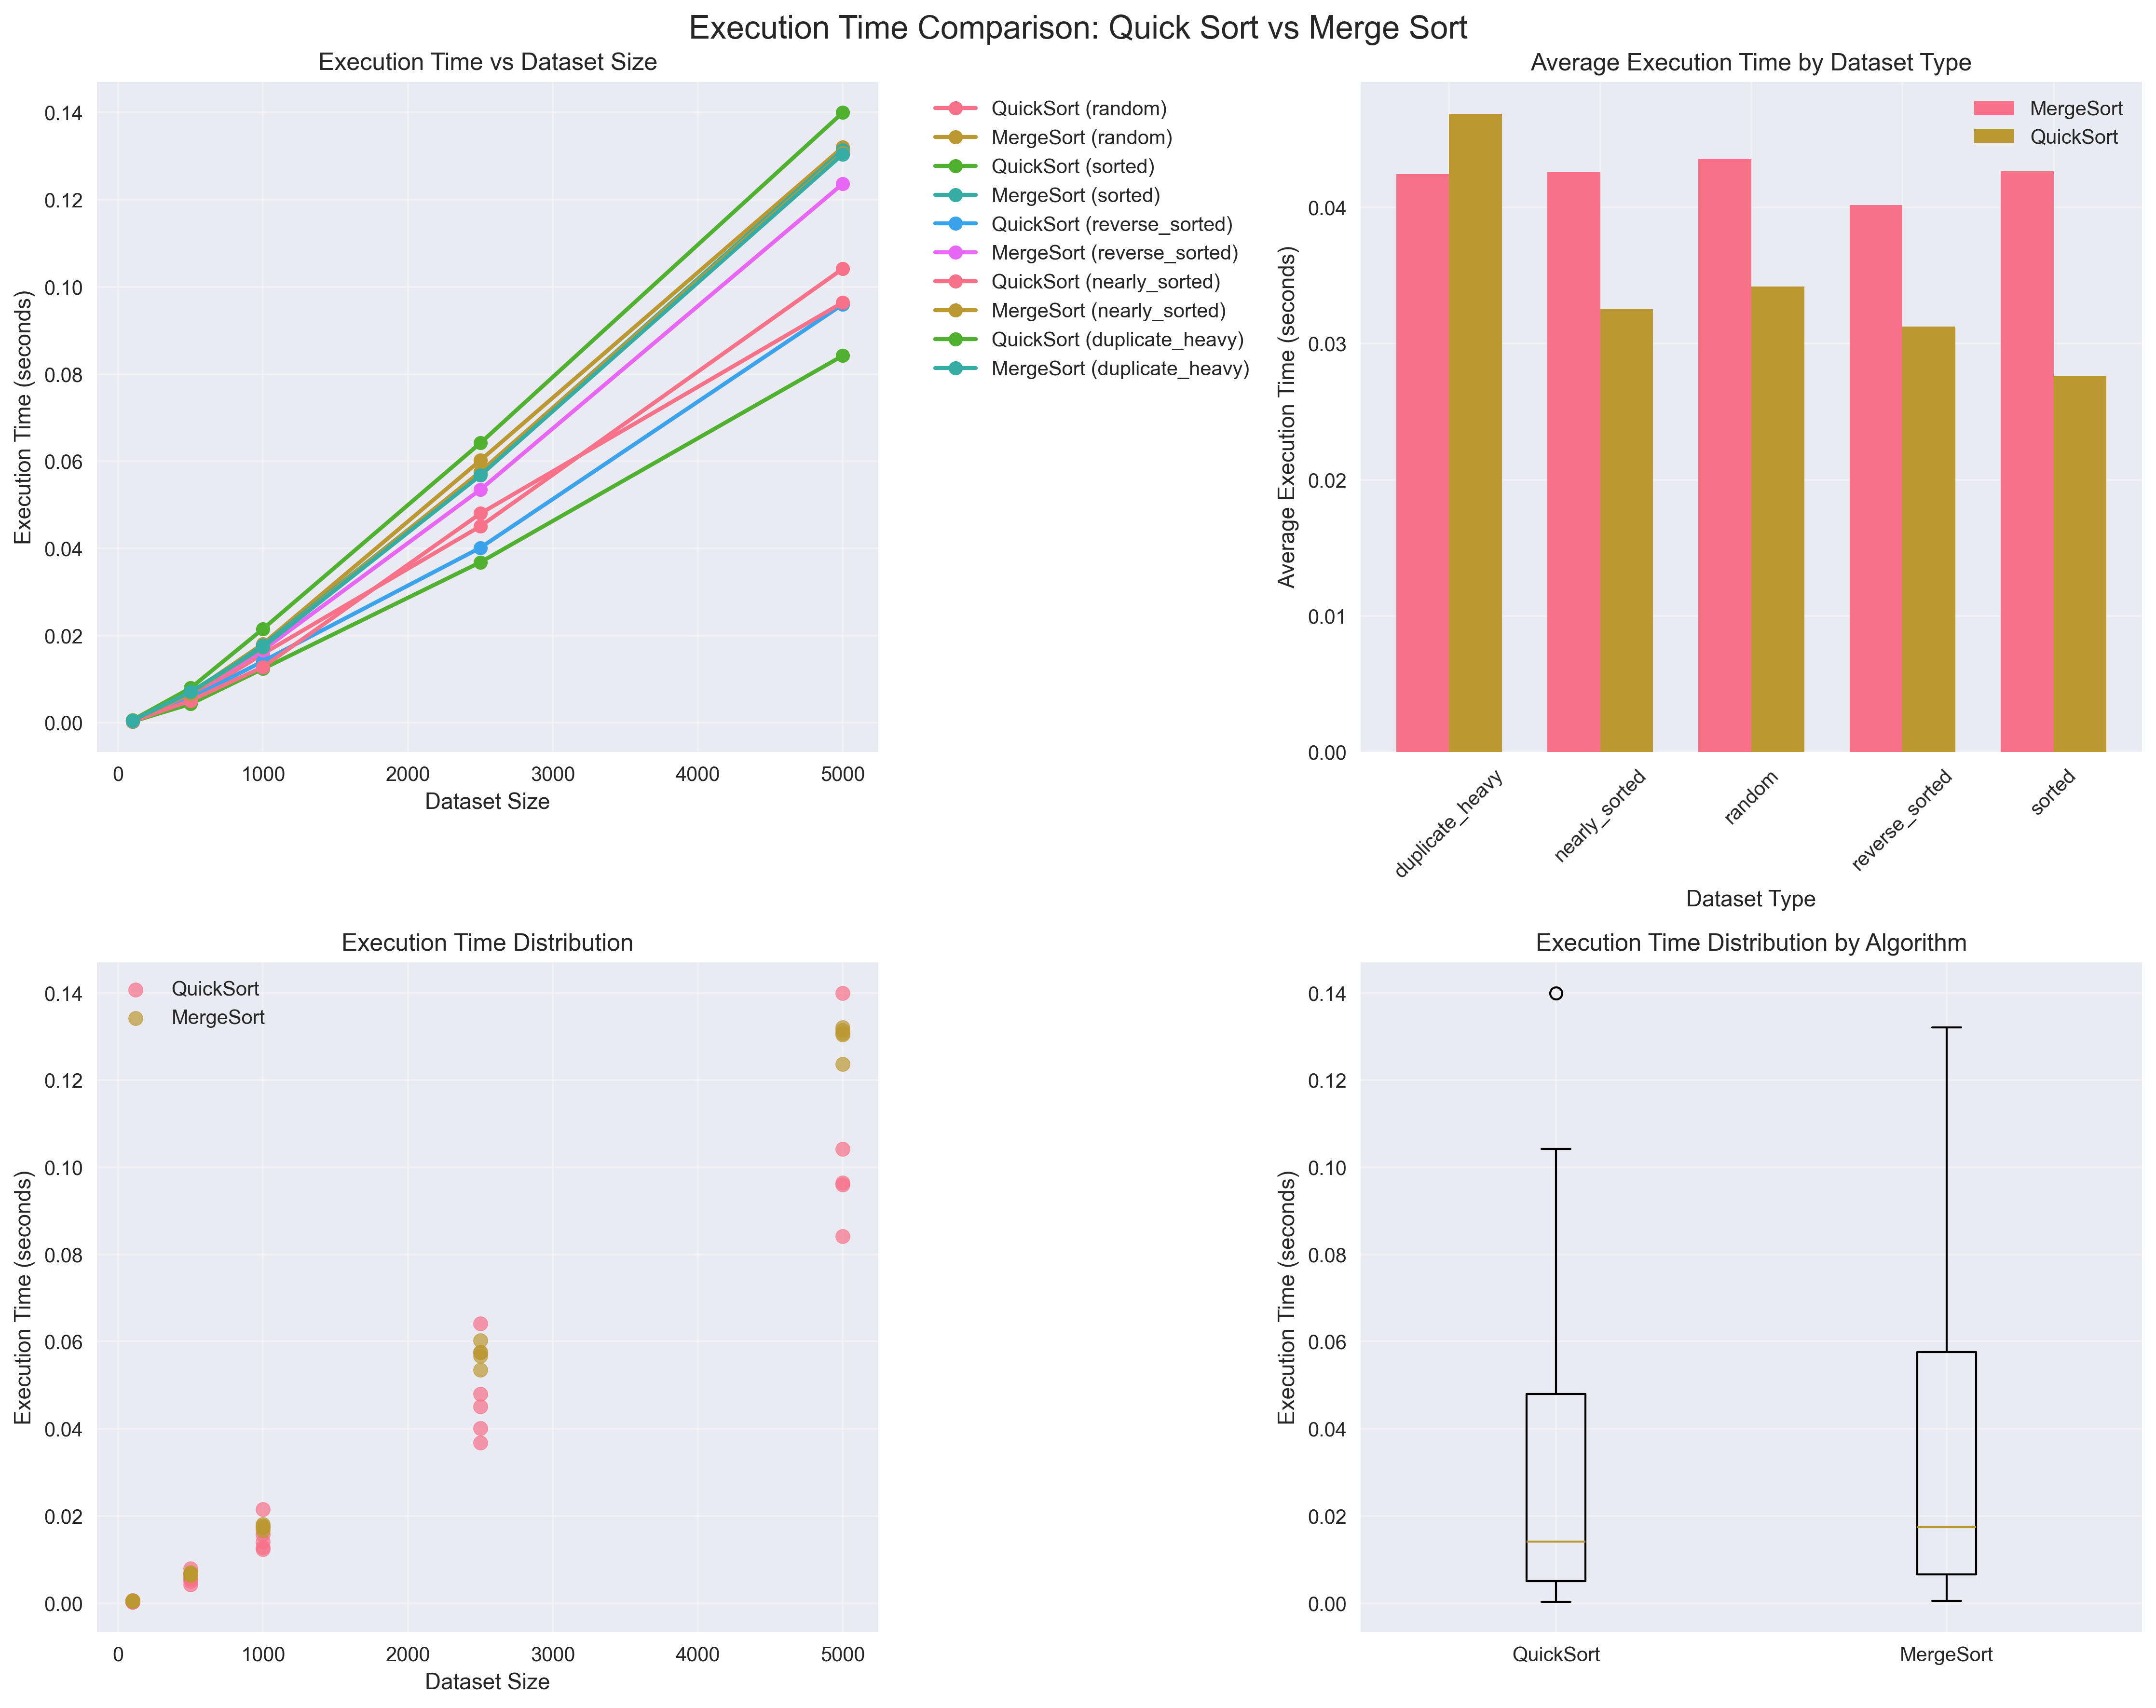 Execution Time Comparison: Quick Sort vs Merge Sort
Execution Time vs Dataset Size
Execution Time (seconds)
0.14
0.12
0.10
0.08
0.06
0.04
0.02
0.00
0
1000
2000
3000
4000
5000
Dataset Size
QuickSort (random)
MergeSort (random)
QuickSort (sorted)
MergeSort (sorted)
QuickSort (reverse_sorted)
MergeSort (reverse_sorted)
QuickSort (nearly_sorted)
MergeSort (nearly_sorted)
QuickSort (duplicate_heavy)
MergeSort (duplicate_heavy)
Average Execution Time by Dataset Type
Average Execution Time (seconds)
0.04
0.03
0.02
0.01
0.00
MergeSort
QuickSort
duplicate_heavy
nearly_sorted
random
reverse_sorted
sorted
Dataset Type
Execution Time Distribution
Execution Time (seconds)
0.14
0.12
0.10
0.08
0.06
0.04
0.02
0.00
QuickSort
MergeSort
0
1000
2000
3000
4000
5000
Dataset Size
Execution Time Distribution by Algorithm
Execution Time (seconds)
0.14
0.12
0.10
0.08
0.06
0.04
0.02
0.00
QuickSort
MergeSort